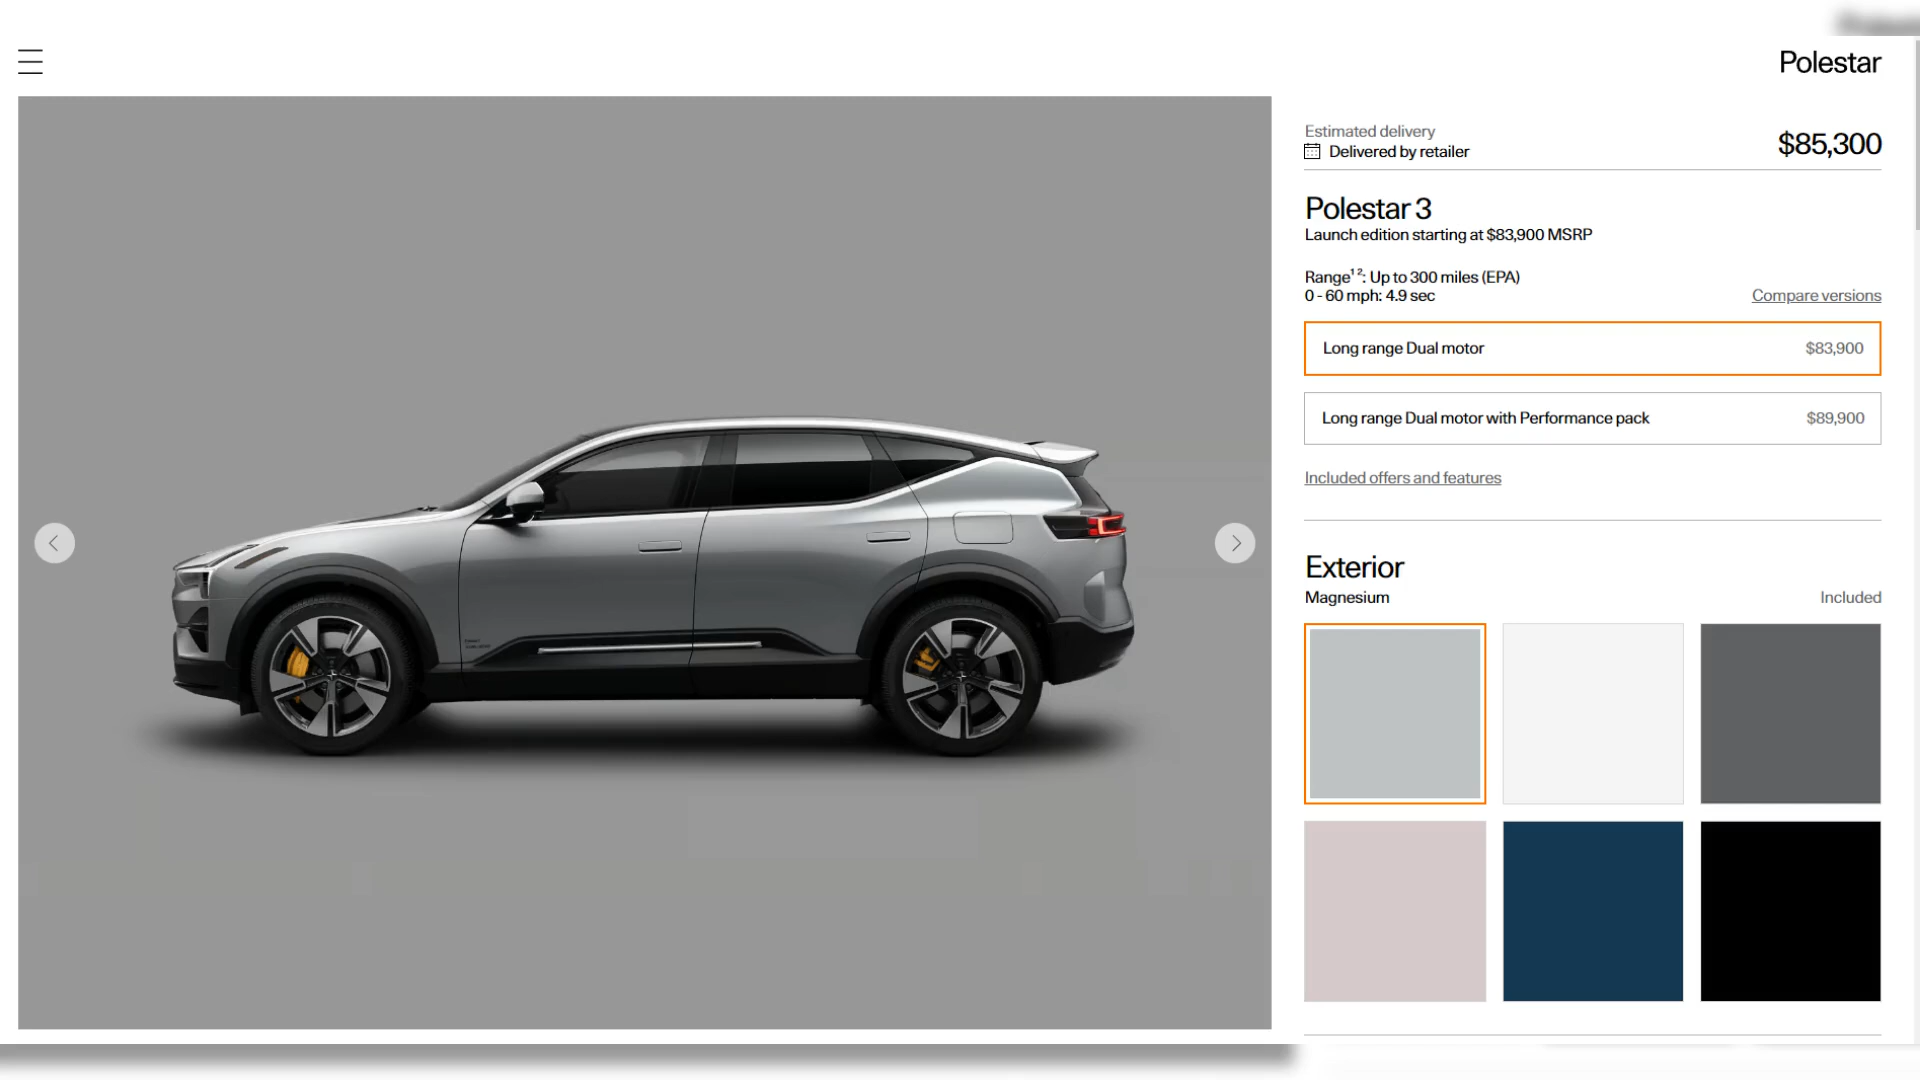 Polestar
Estimated delivery
Delivered by retailer
$85,300
Polestar 3
Launch edition starting at $83,900 MSRP
Range¹ ²: Up to 300 miles (EPA)
0 - 60 mph: 4.9 sec
Compare versions
Long range Dual motor $83,900
Long range Dual motor with Performance pack $89,900
Included offers and features
Exterior
Magnesium Included